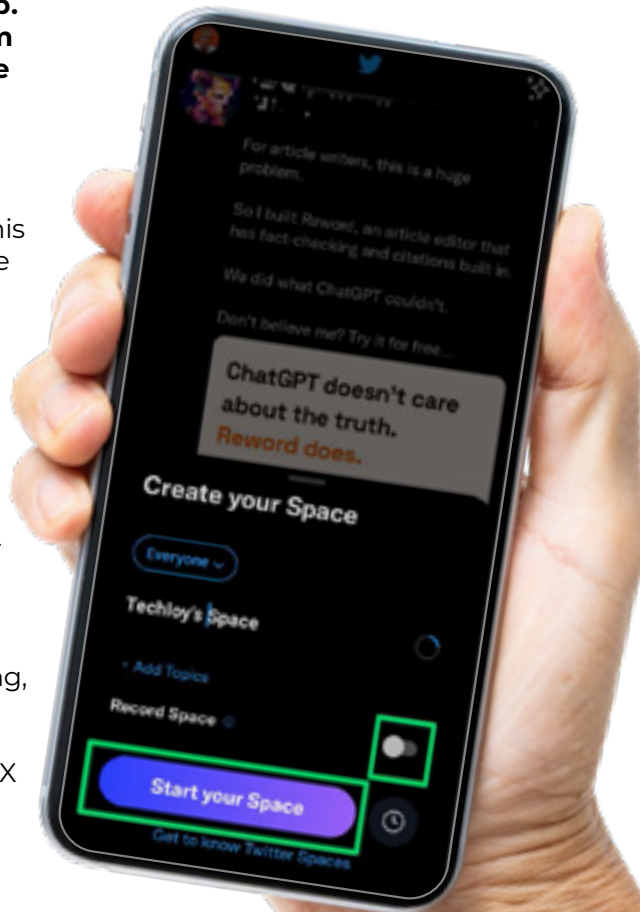 his
e
X
For article writers, this is a huge
problem.
So I built Reword, an article editor that
has fact-checking and citations built in.
We did what ChatGPT couldn't.
Don't believe me? Try it for free...
ChatGPT doesn't care
about the truth.
Reword does.
Create your Space
Everyone
Techloy's Space
+ Add Topics
Record Space
Start your Space
Get to know Twitter Spaces